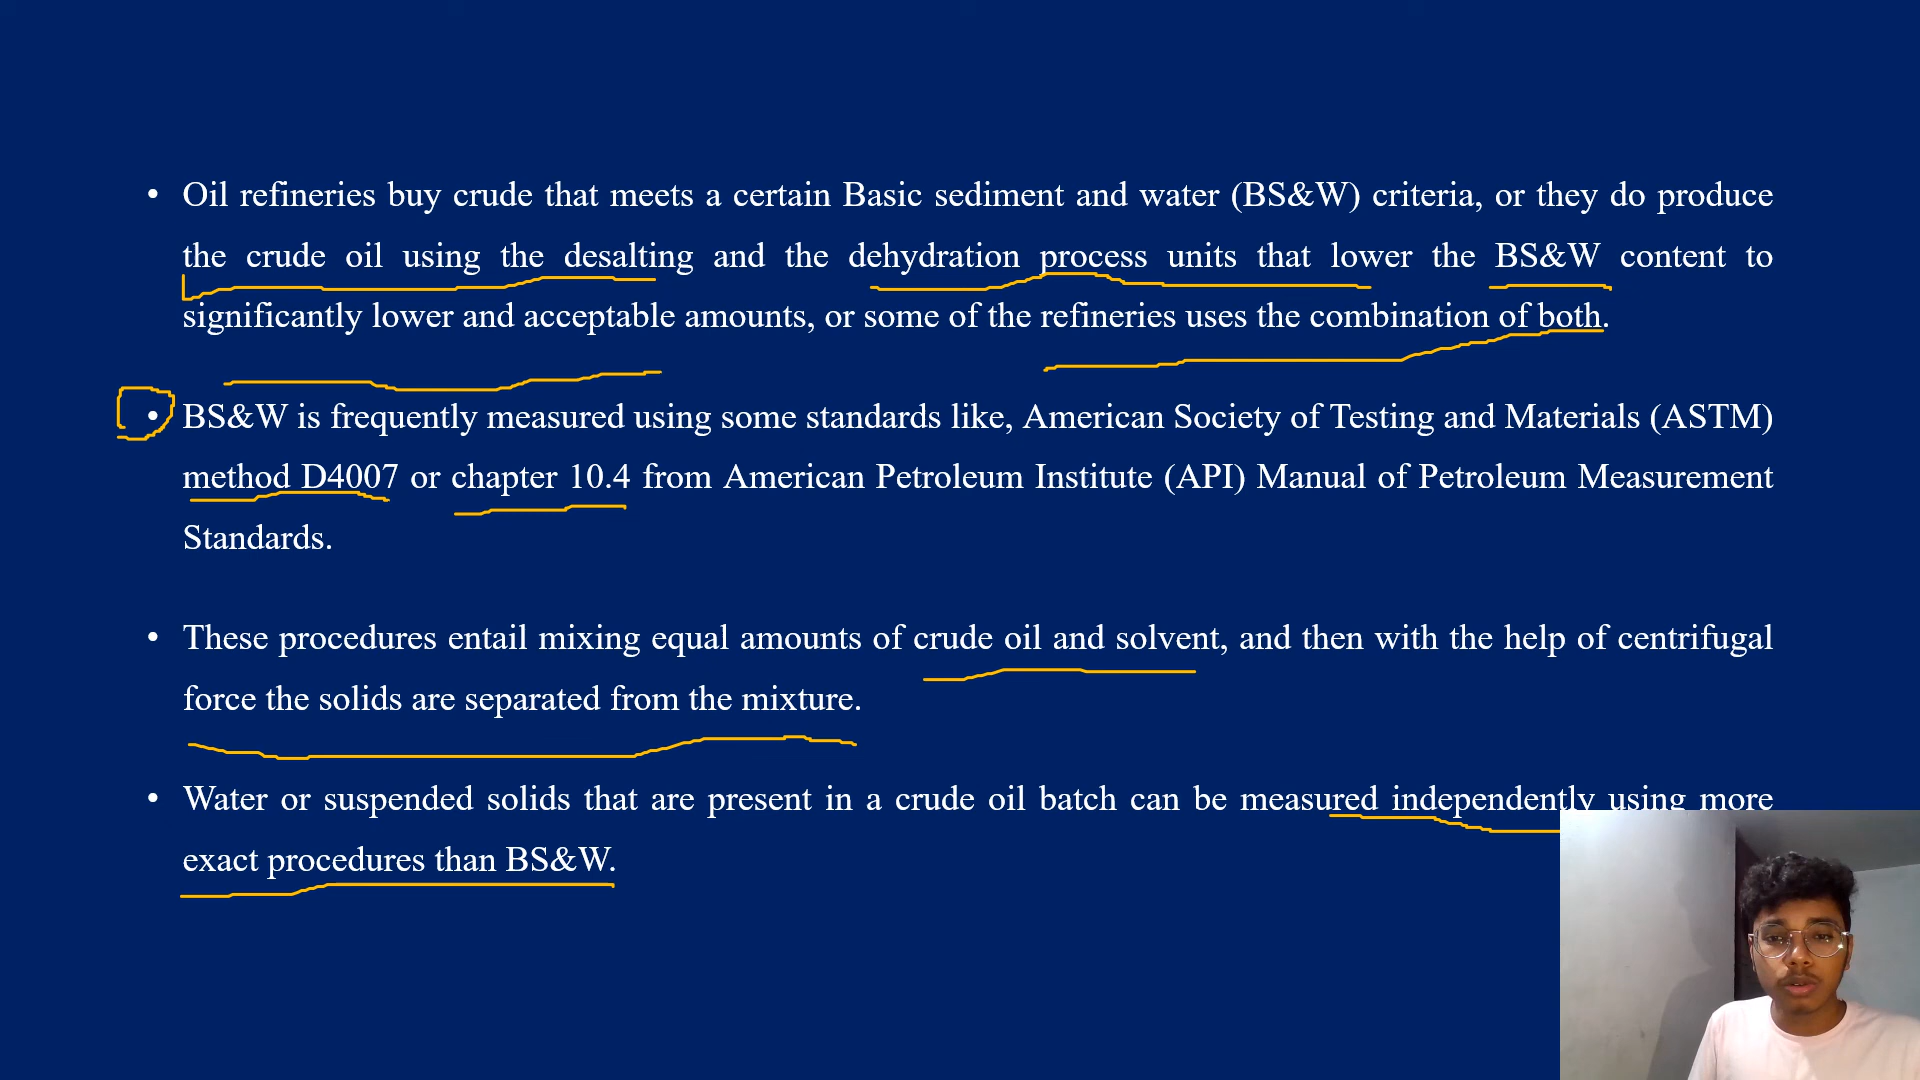 • Oil refineries buy crude that meets a certain Basic sediment and water (BS&W) criteria, or they do produce
the crude oil using the desalting and the dehydration process units that lower the BS&W content to
significantly lower and acceptable amounts, or some of the refineries uses the combination of both.
• BS&W is frequently measured using some standards like, American Society of Testing and Materials (ASTM)
method D4007 or chapter 10.4 from American Petroleum Institute (API) Manual of Petroleum Measurement
Standards.
• These procedures entail mixing equal amounts of crude oil and solvent, and then with the help of centrifugal
force the solids are separated from the mixture.
• Water or suspended solids that are present in a crude oil batch can be measured independently using more
exact procedures than BS&W.